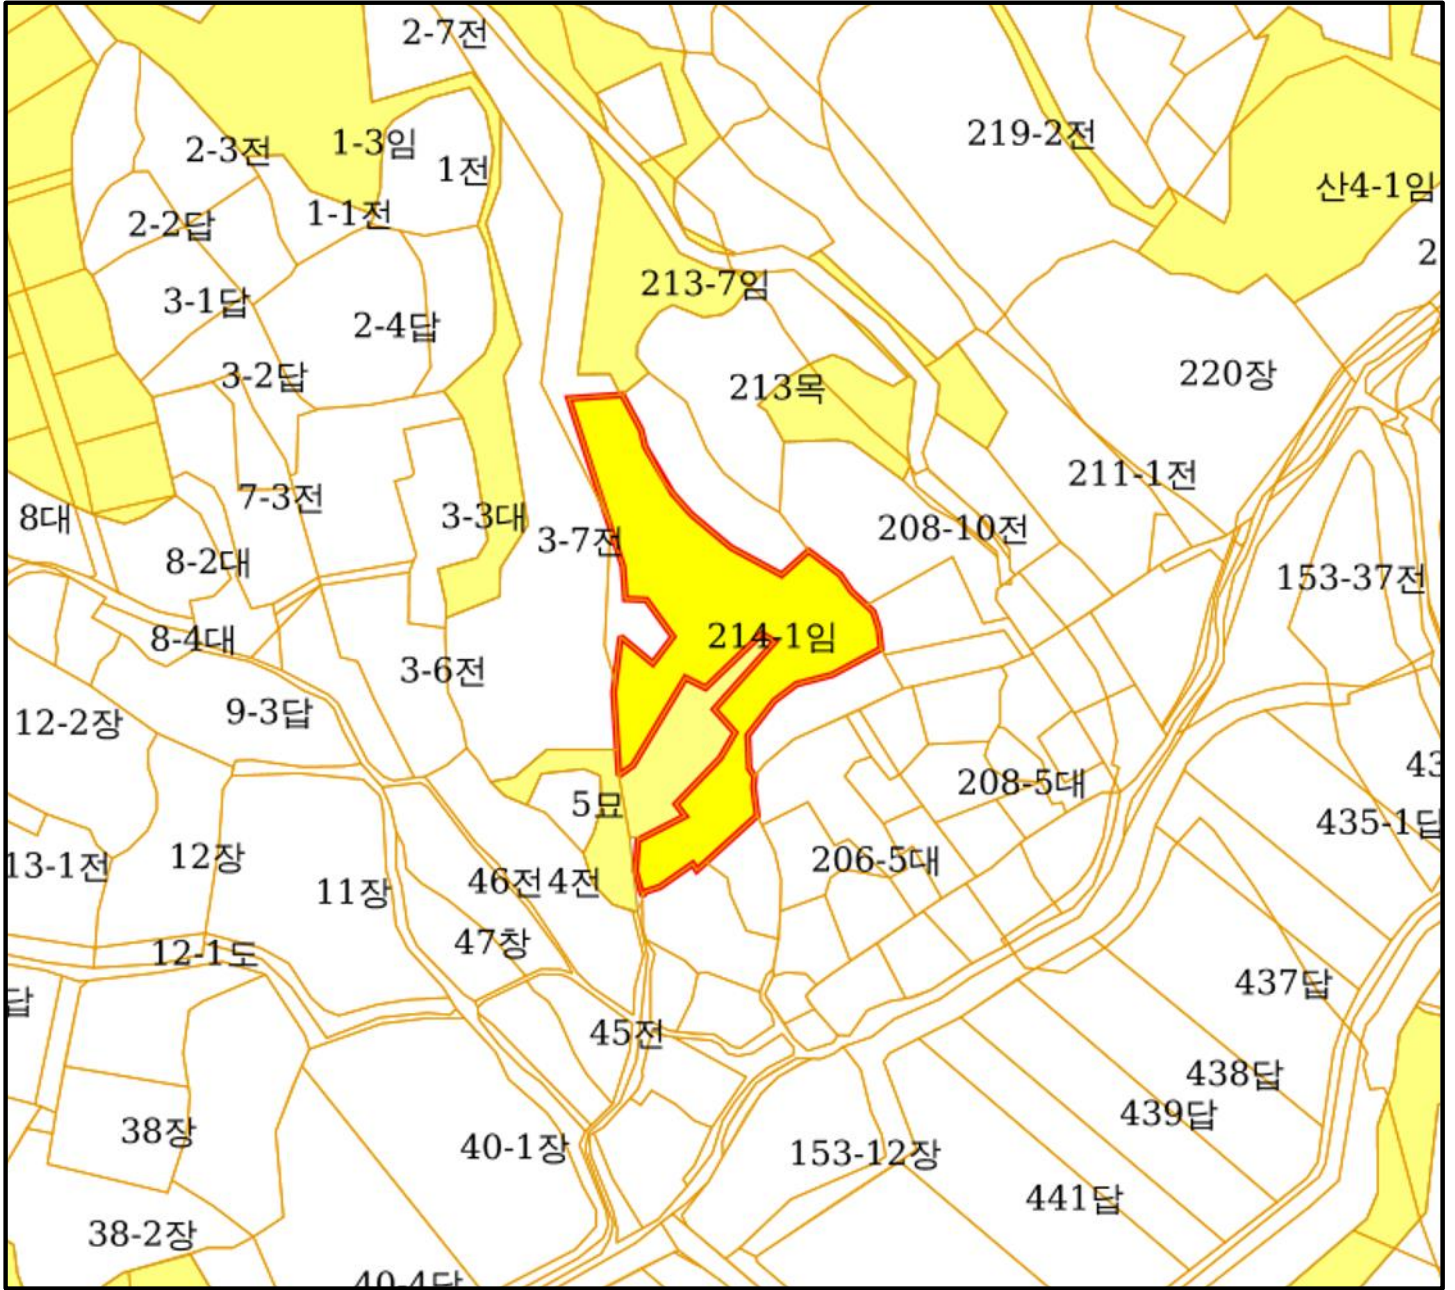 2-7전
219-2전
1-3임
2-3전
1전
산4-1임
1-1전
2-2답
2
213-7임
3-1답
2-4답
220장
3-2답
213목
211-1전
7-3전
8대
3-3대
208-10전
3-7전
8-2대
153-37전
8-4대
214-1임
3-6전
9-3답
12-2장
43
208-5대
5묘
435-1답
12장
206-5대
13-1전
46전
4전
11장
47창
12-1도
437답
답
45전
438답
439답
38장
40-1장
153-12장
441답
38-2장
40-4답